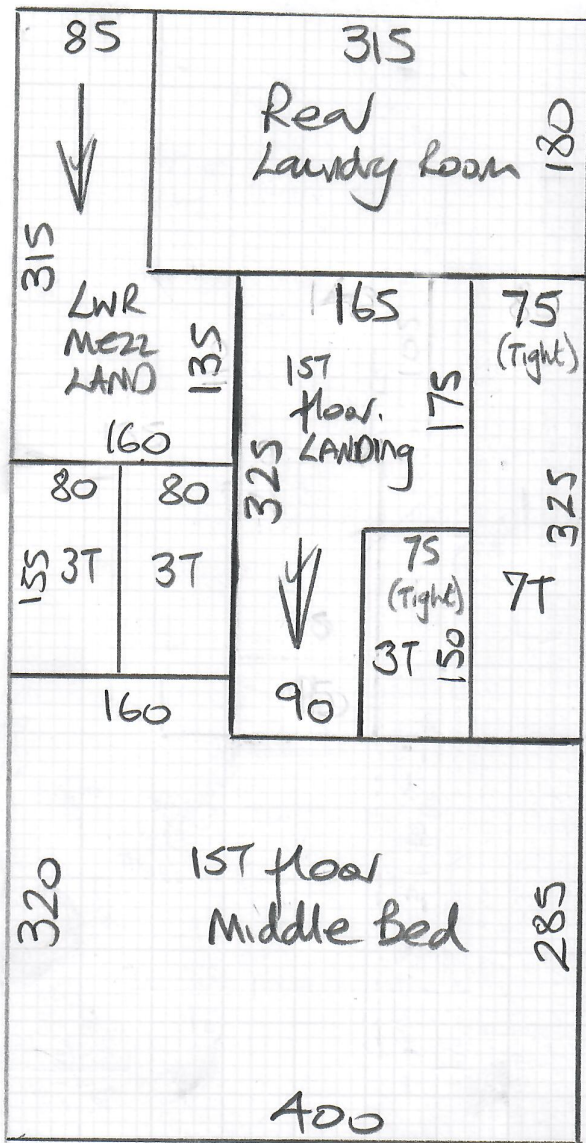 85
315
Rear
Laundry Room
180
315
LWR
MEZZ
LAND
135
160
165
1ST
floor.
LANDING
175
325
75
(Tight)
325
7T
80
80
155
3T
3T
75
(Tight)
3T
150
160
90
1ST floor
Middle Bed
320
285
400